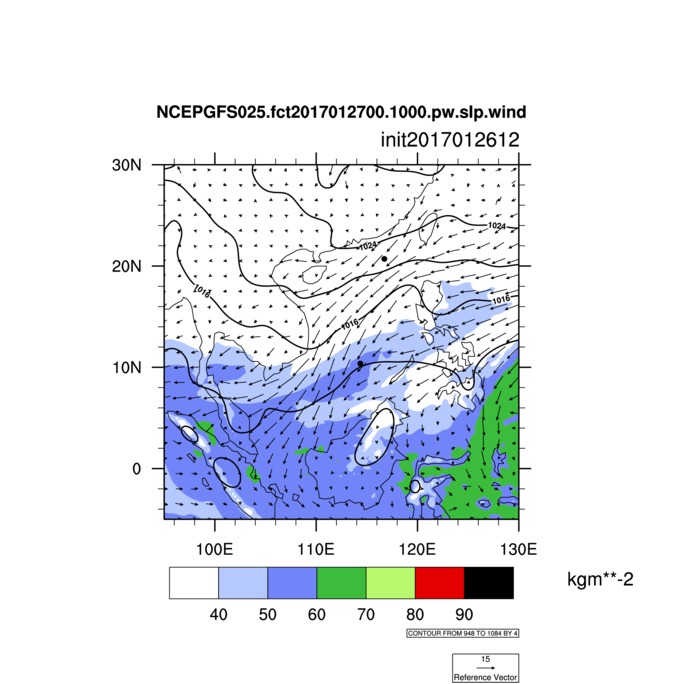 NCEPGFS025.fct2017012700.1000.pw.slp.wind
init2017012612
30N
20N
10N
0
1024
1024
1016
1016
1016
100E
110E
120E
130E
kgm**-2
40
50
60
70
80
90
CONTOUR FROM 948 TO 1084 BY 4
15
Reference Vector